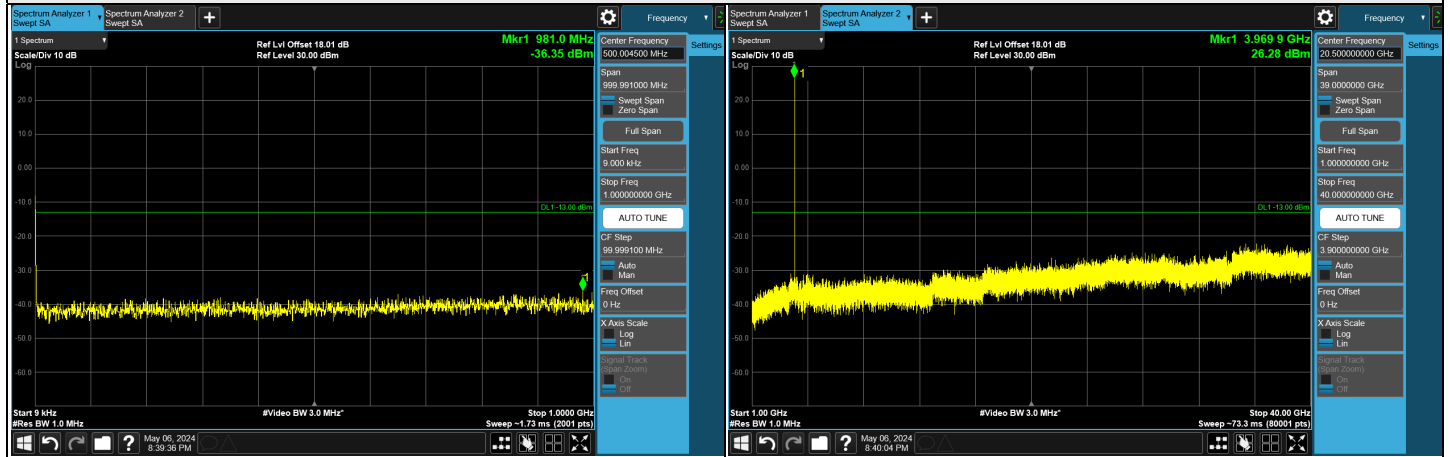 Spectrum Analyzer 1
Swept SA
Spectrum Analyzer 2
Swept SA
+
Frequency
1 Spectrum
Scale/Div 10 dB
Log
Ref Lvl Offset 18.01 dB
Ref Level 30.00 dBm
Mkr1 981.0 MHz
-36.35 dBm
20.0
10.0
0.00
-10.0
-20.0
-30.0
-40.0
-50.0
-60.0
DL1 -13.00 dBm
1
Start 9 kHz
#Res BW 1.0 MHz
#Video BW 3.0 MHz*
Stop 1.0000 GHz
Sweep ~1.73 ms (2001 pts)
Center Frequency
500.004500 MHz
Settings
Span
999.991000 MHz
Swept Span
Zero Span
Full Span
Start Freq
9.000 kHz
Stop Freq
1.000000000 GHz
AUTO TUNE
CF Step
99.999100 MHz
Auto
Man
Freq Offset
0 Hz
X Axis Scale
Log
Lin
Signal Track
(Span Zoom)
On
Off
?
May 06, 2024
8:39:36 PM
Spectrum Analyzer 1
Swept SA
Spectrum Analyzer 2
Swept SA
+
Frequency
1 Spectrum
Scale/Div 10 dB
Log
Ref Lvl Offset 18.01 dB
Ref Level 30.00 dBm
Mkr1 3.969 9 GHz
26.28 dBm
1
20.0
10.0
0.00
-10.0
-20.0
-30.0
-40.0
-50.0
-60.0
DL1 -13.00 dBm
Start 1.00 GHz
#Res BW 1.0 MHz
#Video BW 3.0 MHz*
Stop 40.00 GHz
Sweep ~73.3 ms (80001 pts)
Center Frequency
20.500000000 GHz
Settings
Span
39.0000000 GHz
Swept Span
Zero Span
Full Span
Start Freq
1.000000000 GHz
Stop Freq
40.000000000 GHz
AUTO TUNE
CF Step
3.900000000 GHz
Auto
Man
Freq Offset
0 Hz
X Axis Scale
Log
Lin
Signal Track
(Span Zoom)
On
Off
?
May 06, 2024
8:40:04 PM